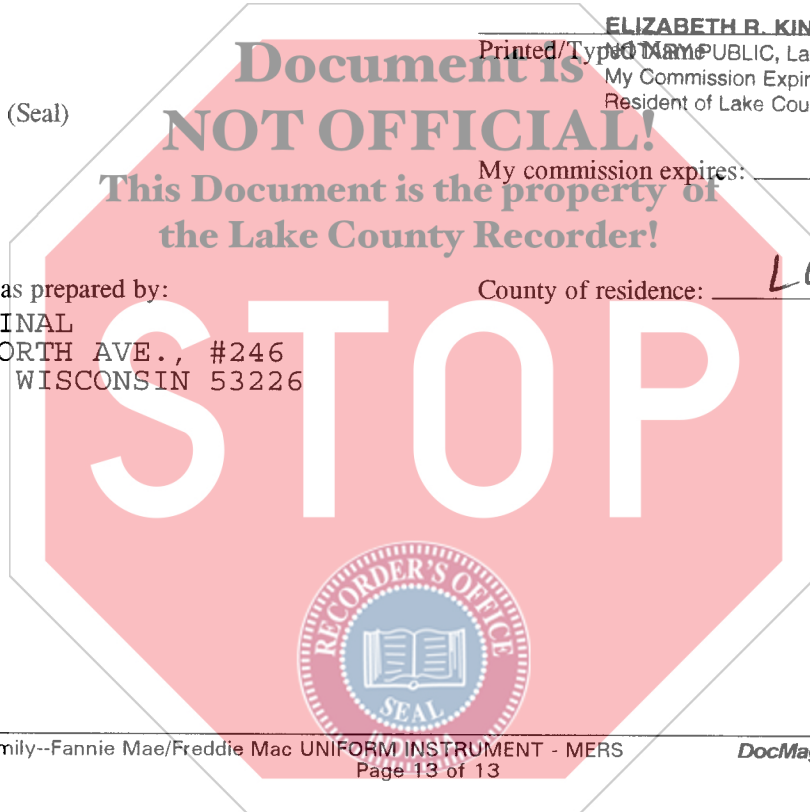 ELIZABETH R. KIN
Printed/Typed Name
NOTARY PUBLIC, La
My Commission Expir
Resident of Lake Cou
(Seal)
Document is
NOT OFFICIAL!
My commission expires:
This Document is the property of
the Lake County Recorder!
as prepared by:
County of residence:
INAL
ORTH AVE., #246
WISCONSIN 53226
STOP
RECORDER'S OFFICE
SEAL
INDIANA
mily--Fannie Mae/Freddie Mac UNIFORM INSTRUMENT - MERS
DocMa
Page 13 of 13